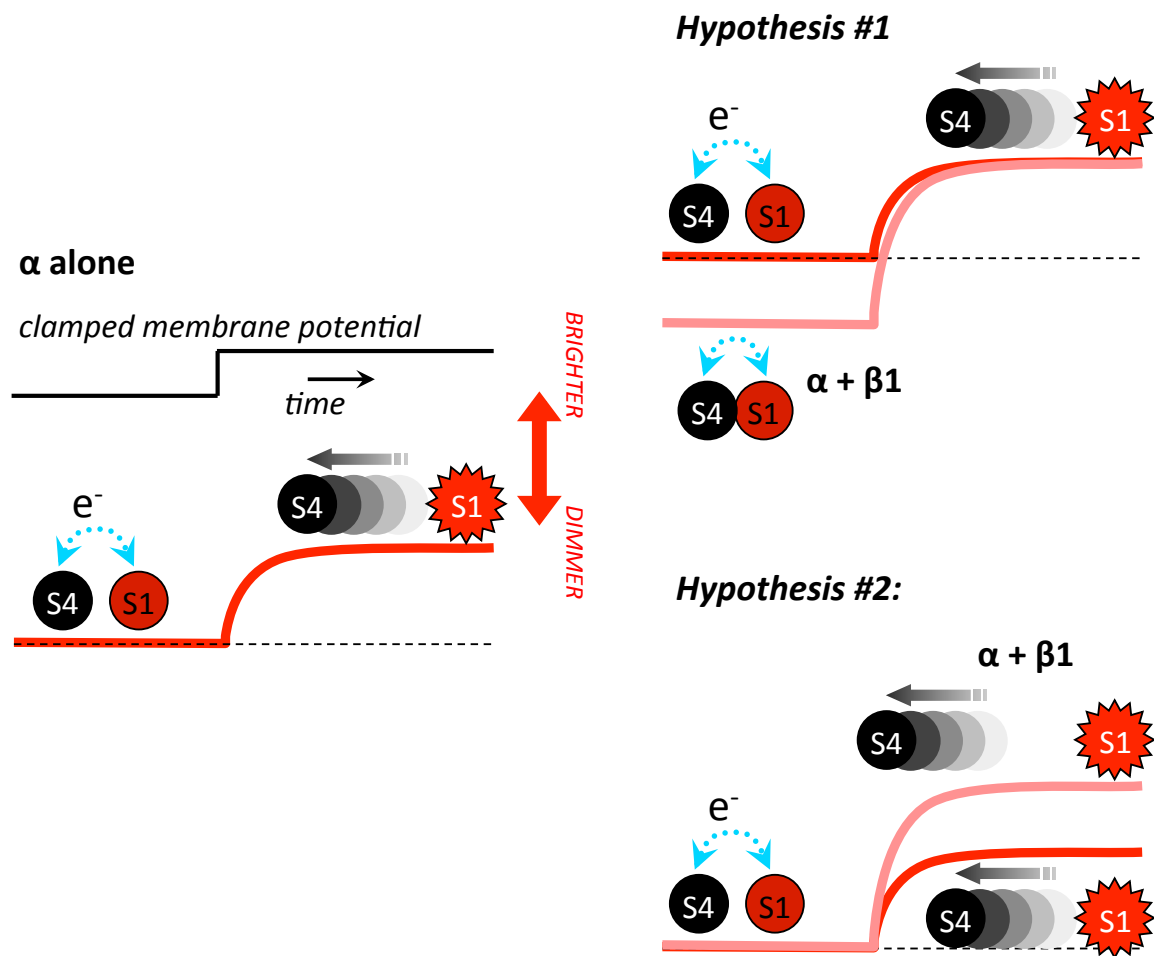 α alone
clamped membrane potential
time
e-
S4
S1
S4
S1
BRIGHTER
DIMMER
Hypothesis #1
S4
S1
e-
S4
S1
S4
S1
α + β1
Hypothesis #2:
α + β1
S4
S1
e-
S4
S1
S4
S1